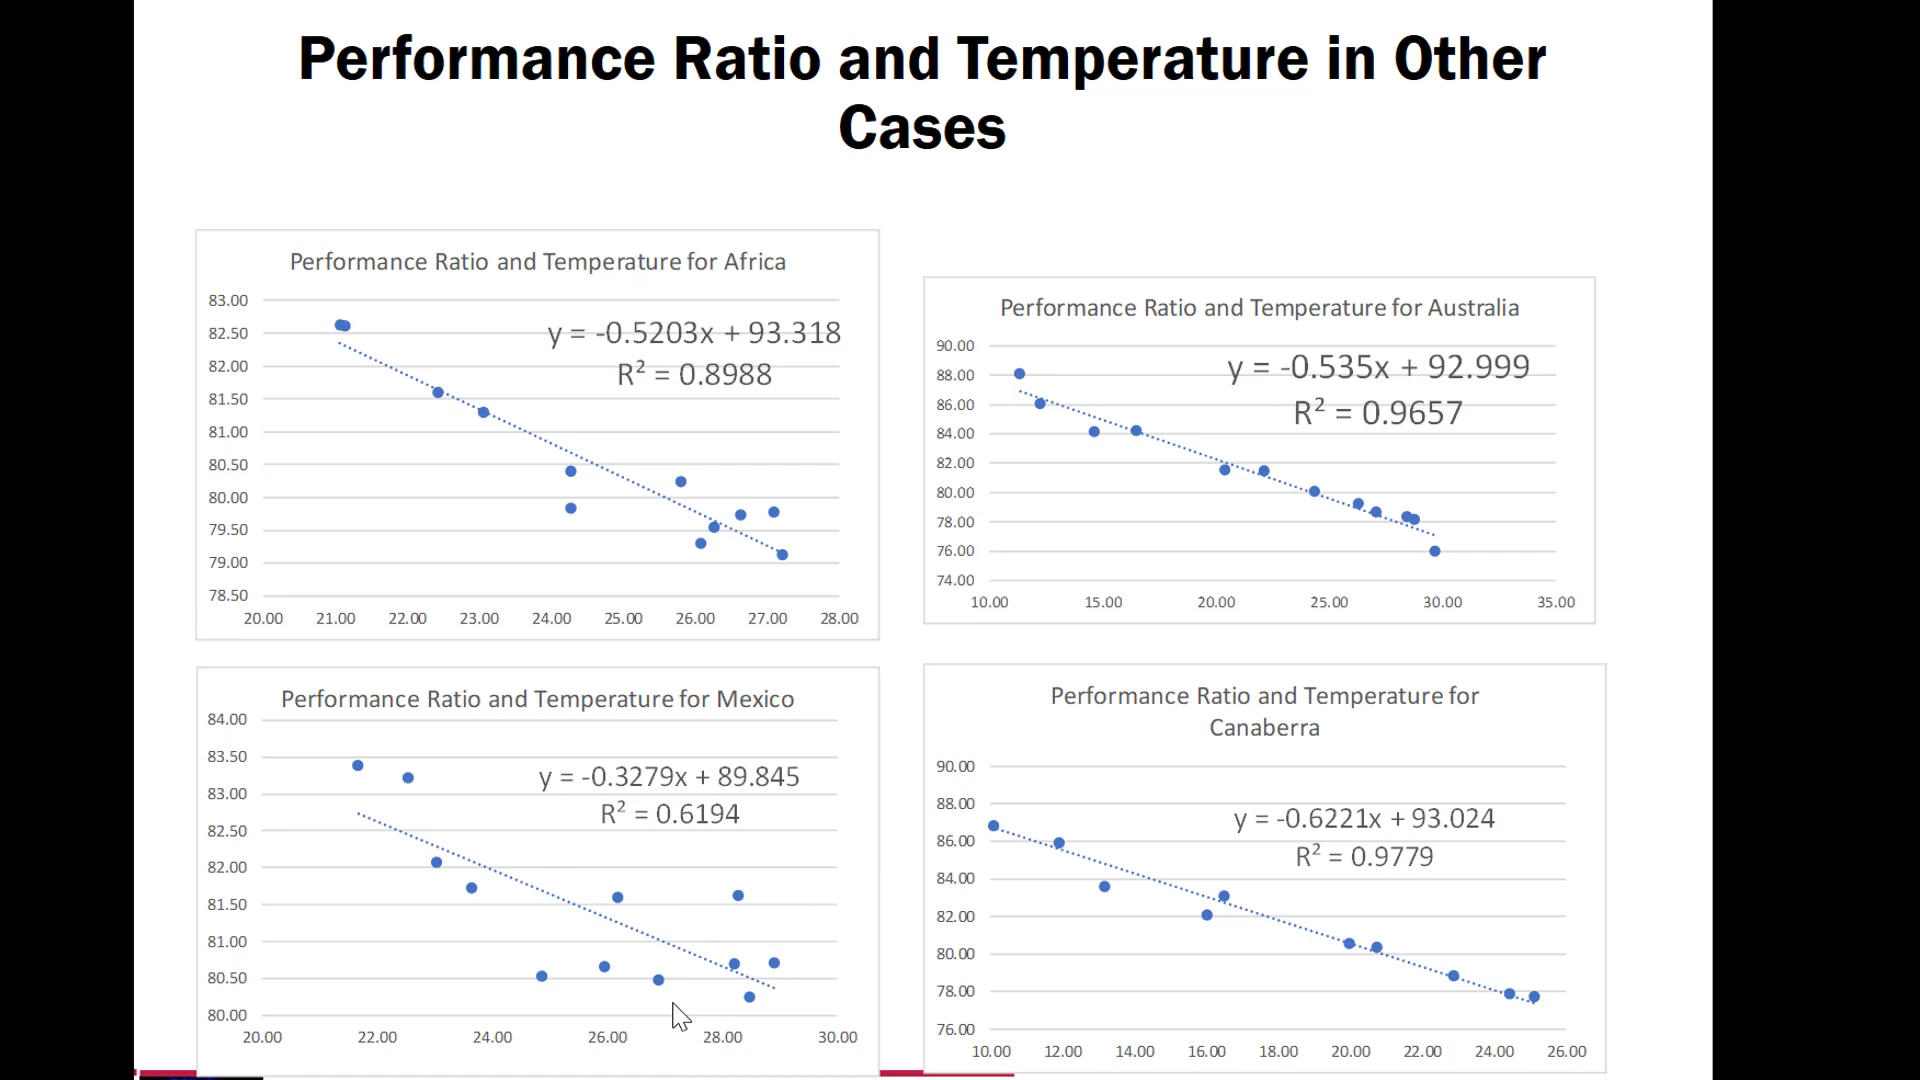 Performance Ratio and Temperature in Other
Cases
Performance Ratio and Temperature for Africa
83.00
82.50
82.00
81.50
81.00
80.50
80.00
79.50
79.00
78.50
y = -0.5203x + 93.318
R² = 0.8988
20.00 21.00 22.00 23.00 24.00 25.00 26.00 27.00 28.00
Performance Ratio and Temperature for Australia
90.00
88.00
86.00
84.00
82.00
80.00
78.00
76.00
74.00
y = -0.535x + 92.999
R² = 0.9657
10.00 15.00 20.00 25.00 30.00 35.00
Performance Ratio and Temperature for Mexico
84.00
83.50
83.00
82.50
82.00
81.50
81.00
80.50
80.00
y = -0.3279x + 89.845
R² = 0.6194
20.00 22.00 24.00 26.00 28.00 30.00
Performance Ratio and Temperature for
Canaberra
90.00
88.00
86.00
84.00
82.00
80.00
78.00
76.00
y = -0.6221x + 93.024
R² = 0.9779
10.00 12.00 14.00 16.00 18.00 20.00 22.00 24.00 26.00